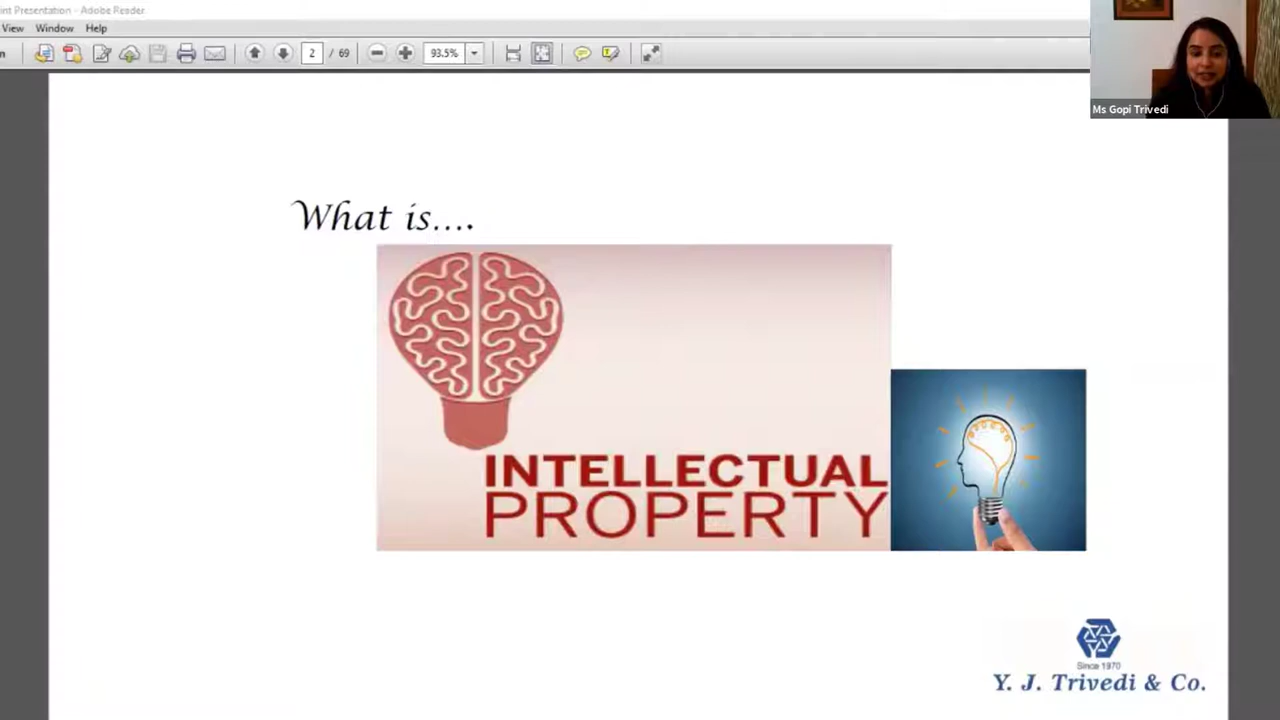 int Presentation - Adobe Reader
View Window Help
2 / 69 93.5%
Ms Gopi Trivedi
What is....
INTELLECTUAL
PROPERTY
Since 1970
Y. J. Trivedi & Co.